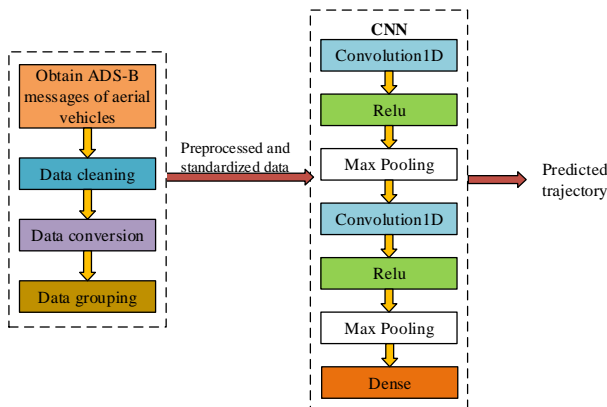 Obtain ADS-B
messages of aerial
vehicles
Data cleaning
Data conversion
Data grouping
Preprocessed and
standardized data
CNN
Convolution1D
Relu
Max Pooling
Convolution1D
Relu
Max Pooling
Dense
Predicted
trajectory